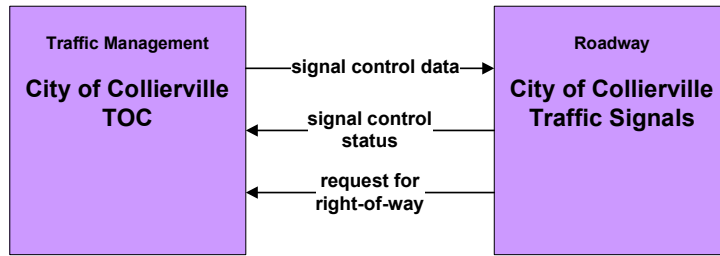 Traffic Management
City of Collierville
TOC
signal control data
signal control
status
request for
right-of-way
Roadway
City of Collierville
Traffic Signals